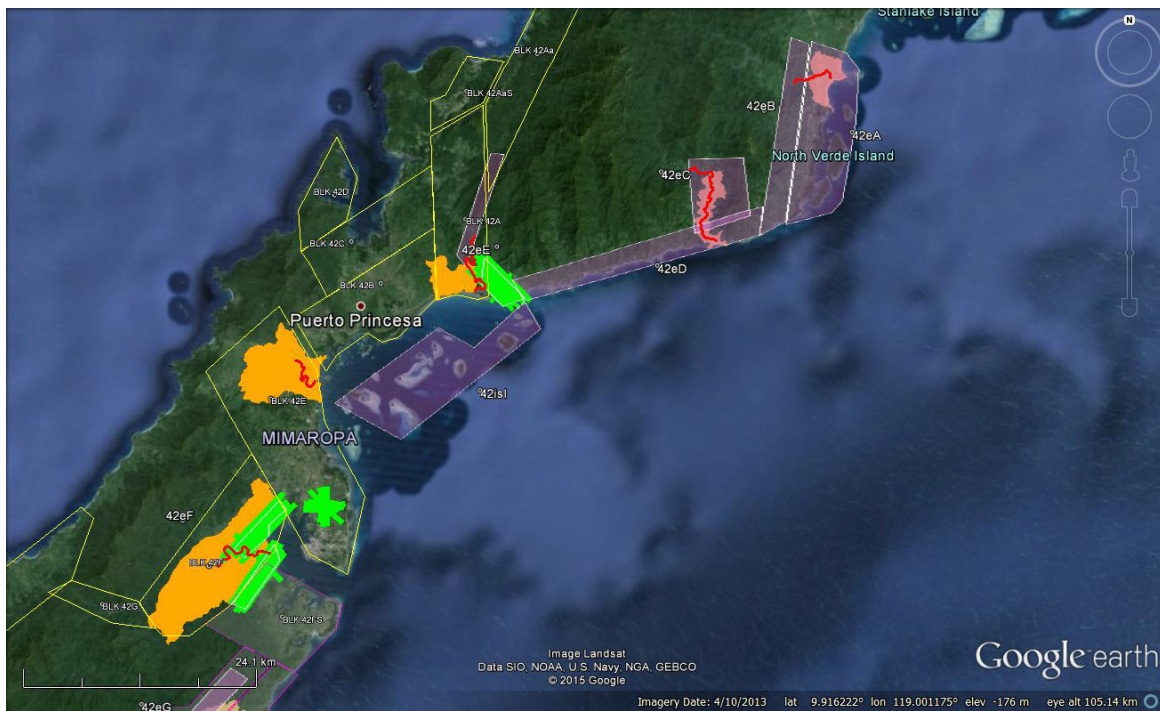 Stanlake Island
N
BLK 42Aa
BLK 42AaS
42eB
42eA
North Verde Island
42eC
BLK 42D
BLK 42A
BLK 42C
42eE
42eD
BLK 42B
Puerto Princesa
42isl
BLK 42E
MIMAROPA
42eF
BLK 42F
BLK 42G
BLK 42FS
24.1 km
42eG
Image Landsat
Data SIO, NOAA, U.S. Navy, NGA, GEBCO
© 2015 Google
Google earth
Imagery Date: 4/10/2013 lat 9.916222° lon 119.001175° elev -176 m eye alt 105.14 km